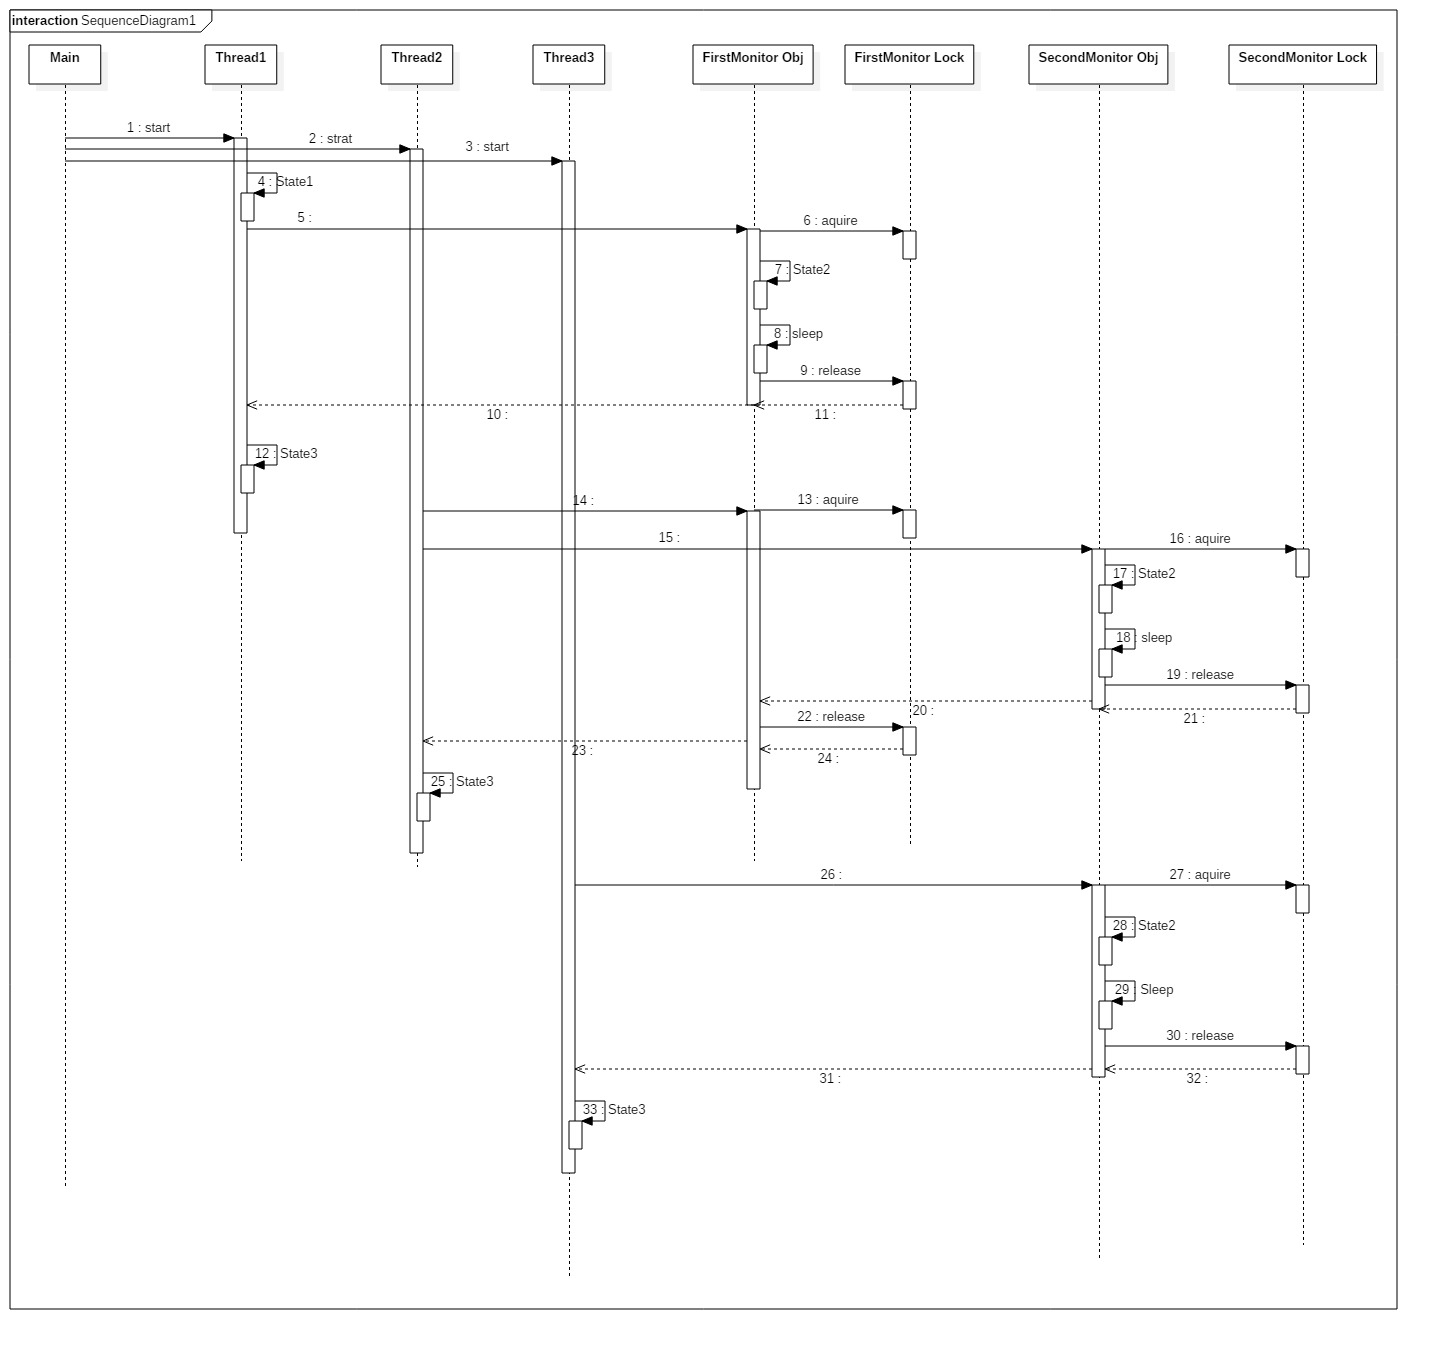 interaction SequenceDiagram1
Main
Thread1
Thread2
Thread3
FirstMonitor Obj
FirstMonitor Lock
SecondMonitor Obj
SecondMonitor Lock
1 : start
2 : strat
3 : start
4 : State1
5 :
6 : aquire
7 : State2
8 : sleep
9 : release
10 :
11 :
12 : State3
13 : aquire
14 :
15 :
16 : aquire
17 : State2
18 : sleep
19 : release
20 :
21 :
22 : release
23 :
24 :
25 : State3
26 :
27 : aquire
28 : State2
29 : Sleep
30 : release
31 :
32 :
33 : State3